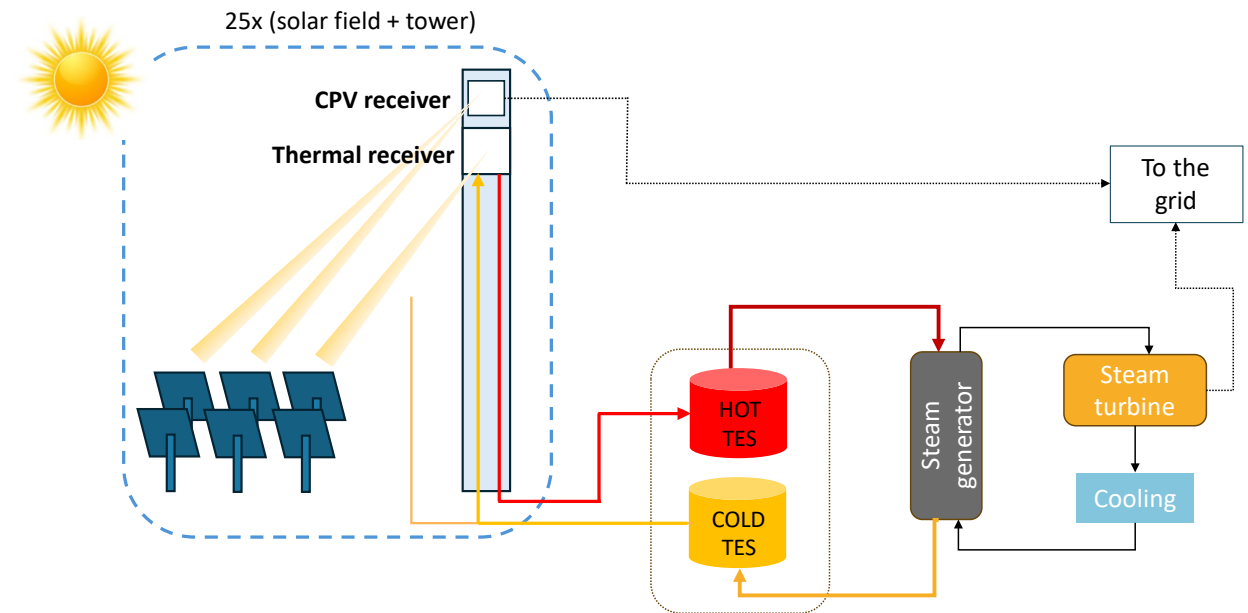 25x (solar field + tower)
CPV receiver
Thermal receiver
To the
grid
HOT
TES
COLD
TES
Steam
generator
Steam
turbine
Cooling